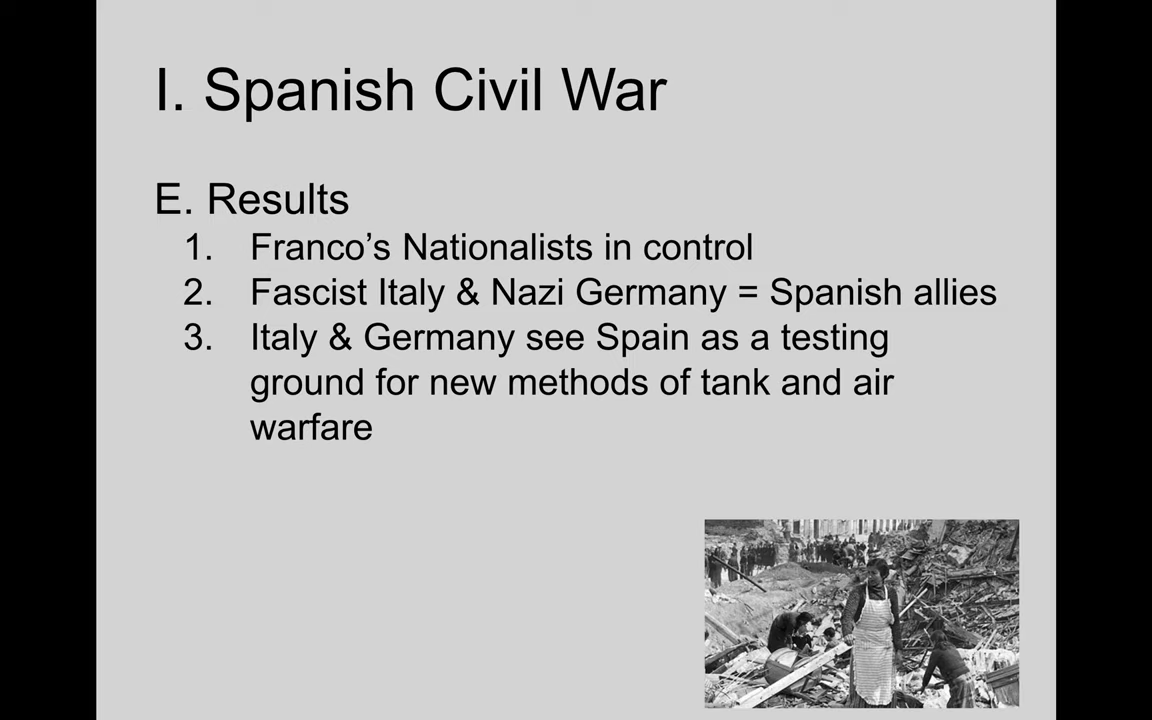 I. Spanish Civil War
E. Results
1. Franco’s Nationalists in control
2. Fascist Italy & Nazi Germany = Spanish allies
3. Italy & Germany see Spain as a testing
ground for new methods of tank and air
warfare